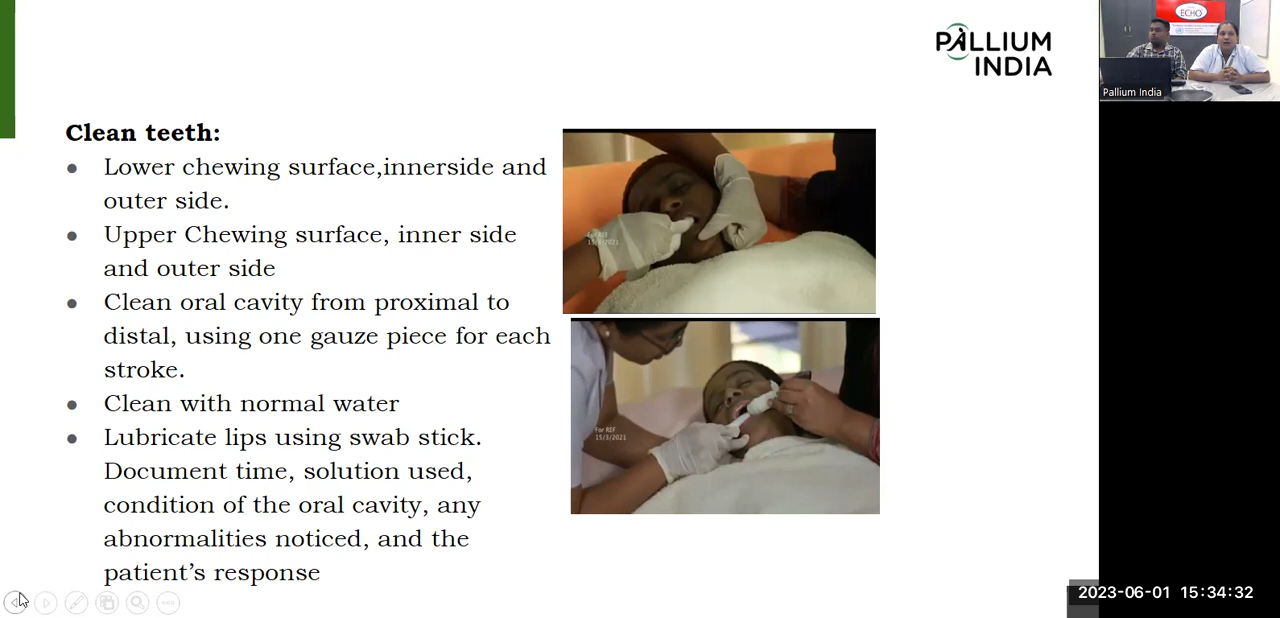 PALLIUM
INDIA
ECHO
Pallium India
Clean teeth:
Lower chewing surface,innerside and
outer side.
Upper Chewing surface, inner side
and outer side
Clean oral cavity from proximal to
distal, using one gauze piece for each
stroke.
Clean with normal water
Lubricate lips using swab stick.
Document time, solution used,
condition of the oral cavity, any
abnormalities noticed, and the
patient’s response
For REF
15/3/2021
For REF
15/3/2021
2023-06-01 15:34:32